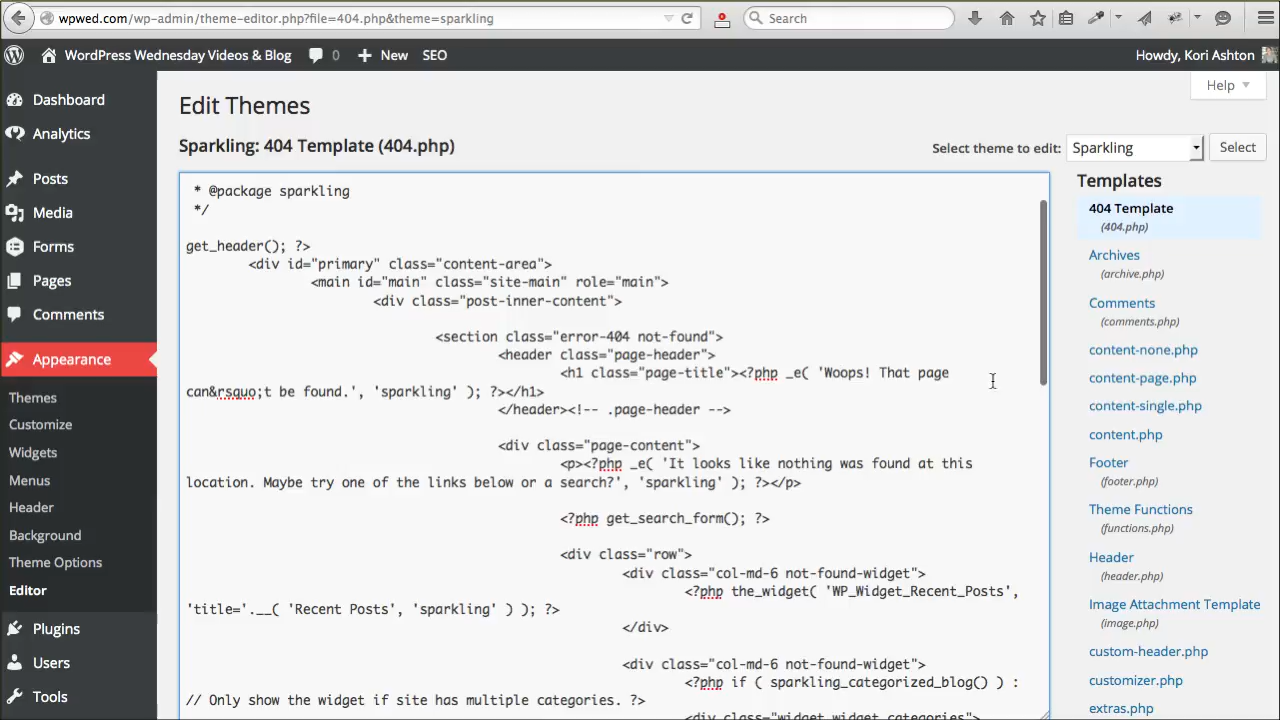 wpwed.com/wp-admin/theme-editor.php?file=404.php&theme=sparkling
Search
WordPress Wednesday Videos & Blog
0
New
SEO
Howdy, Kori Ashton
Dashboard
Analytics
Posts
Media
Forms
Pages
Comments
Appearance
Themes
Customize
Widgets
Menus
Header
Background
Theme Options
Editor
Plugins
Users
Tools
Help
Edit Themes
Sparkling: 404 Template (404.php)
Select theme to edit:
Sparkling
Select
* @package sparkling
*/
get_header(); ?>
<div id="primary" class="content-area">
<main id="main" class="site-main" role="main">
<div class="post-inner-content">
<section class="error-404 not-found">
<header class="page-header">
<h1 class="page-title"><?php _e( 'Woops! That page
can&rsquo;t be found.', 'sparkling' ); ?></h1>
</header><!-- .page-header -->
<div class="page-content">
<p><?php _e( 'It looks like nothing was found at this
location. Maybe try one of the links below or a search?', 'sparkling' ); ?></p>
<?php get_search_form(); ?>
<div class="row">
<div class="col-md-6 not-found-widget">
<?php the_widget( 'WP_Widget_Recent_Posts',
'title='.__( 'Recent Posts', 'sparkling' ) ); ?>
</div>
<div class="col-md-6 not-found-widget">
<?php if ( sparkling_categorized_blog() ) :
// Only show the widget if site has multiple categories. ?>
<div class="widget widget_categories">
Templates
404 Template
(404.php)
Archives
(archive.php)
Comments
(comments.php)
content-none.php
content-page.php
content-single.php
content.php
Footer
(footer.php)
Theme Functions
(functions.php)
Header
(header.php)
Image Attachment Template
(image.php)
custom-header.php
customizer.php
extras.php